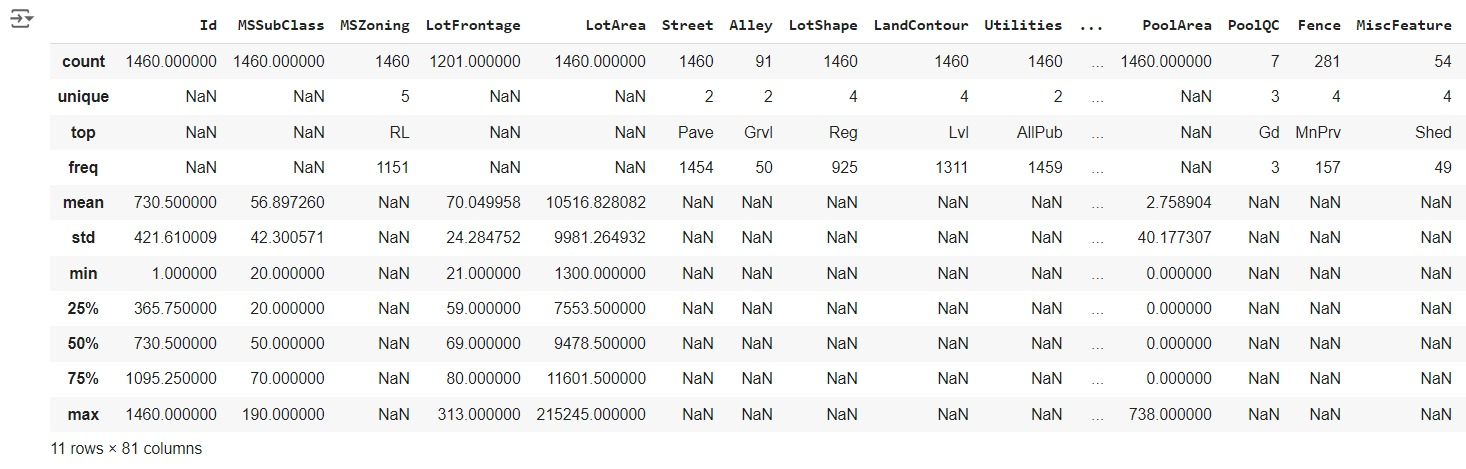 Id MSSubClass MSZoning LotFrontage LotArea Street Alley LotShape LandContour Utilities ... PoolArea PoolQC Fence MiscFeature
count 1460.000000 1460.000000 1460 1201.000000 1460.000000 1460 91 1460 1460 1460 ... 1460.000000 7 281 54
unique NaN NaN 5 NaN NaN 2 2 4 4 2 ... NaN 3 4 4
top NaN NaN RL NaN NaN Pave Grvl Reg Lvl AllPub ... NaN Gd MnPrv Shed
freq NaN NaN 1151 NaN NaN 1454 50 925 1311 1459 ... NaN 3 157 49
mean 730.500000 56.897260 NaN 70.049958 10516.828082 NaN NaN NaN NaN NaN ... 2.758904 NaN NaN NaN
std 421.610009 42.300571 NaN 24.284752 9981.264932 NaN NaN NaN NaN NaN ... 40.177307 NaN NaN NaN
min 1.000000 20.000000 NaN 21.000000 1300.000000 NaN NaN NaN NaN NaN ... 0.000000 NaN NaN NaN
25% 365.750000 20.000000 NaN 59.000000 7553.500000 NaN NaN NaN NaN NaN ... 0.000000 NaN NaN NaN
50% 730.500000 50.000000 NaN 69.000000 9478.500000 NaN NaN NaN NaN NaN ... 0.000000 NaN NaN NaN
75% 1095.250000 70.000000 NaN 80.000000 11601.500000 NaN NaN NaN NaN NaN ... 0.000000 NaN NaN NaN
max 1460.000000 190.000000 NaN 313.000000 215245.000000 NaN NaN NaN NaN NaN ... 738.000000 NaN NaN NaN
11 rows × 81 columns